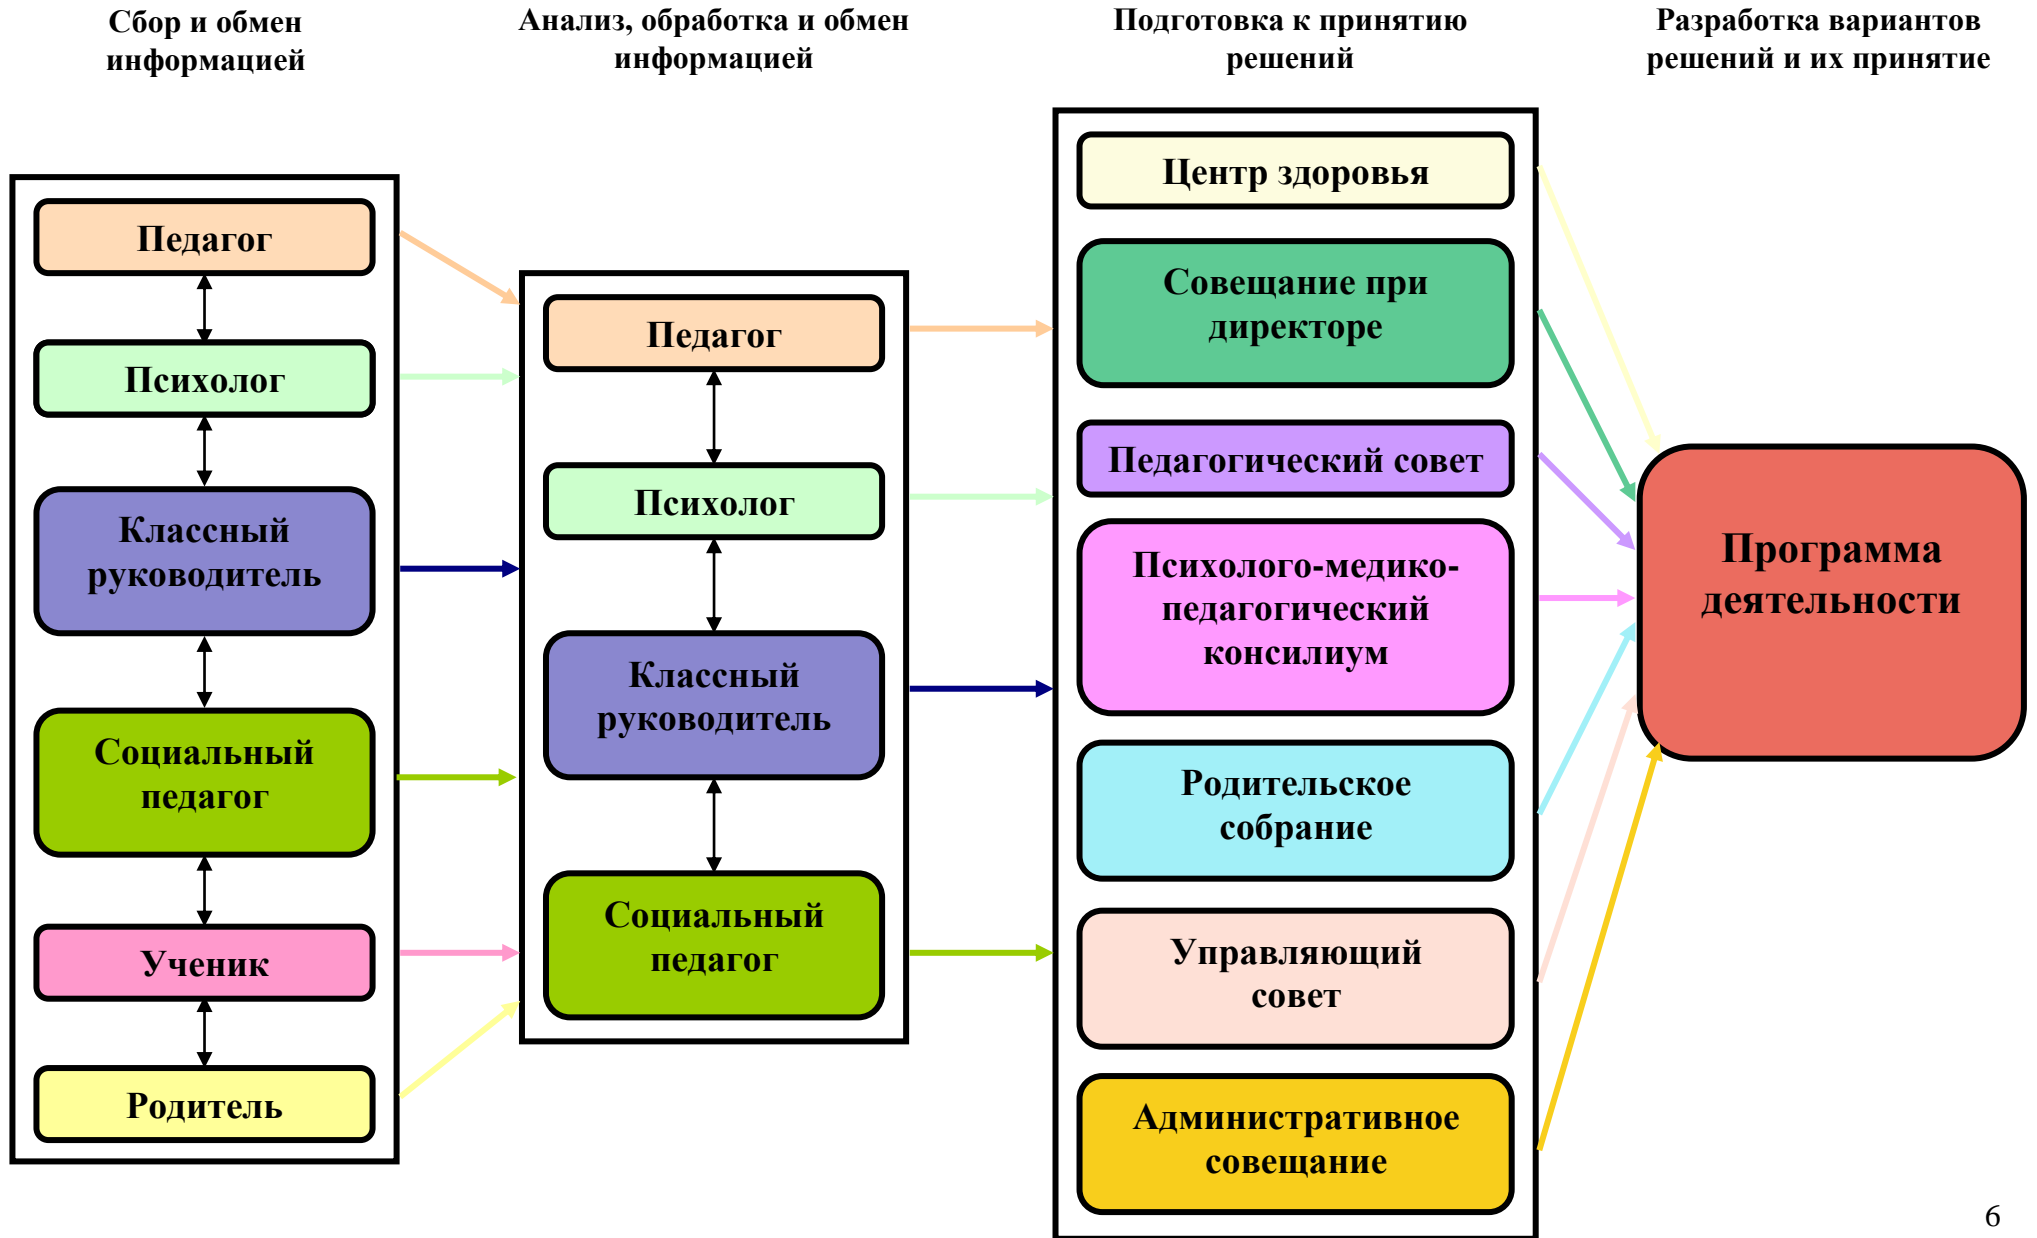 Сбор и обмен
информацией
Анализ, обработка и обмен
информацией
Подготовка к принятию
решений
Разработка вариантов
решений и их принятие
Педагог
Психолог
Классный
руководитель
Социальный
педагог
Ученик
Родитель
Педагог
Психолог
Классный
руководитель
Социальный
педагог
Центр здоровья
Совещание при
директоре
Педагогический совет
Психолого-медико-
педагогический
консилиум
Родительское
собрание
Управляющий
совет
Административное
совещание
Программа
деятельности
6